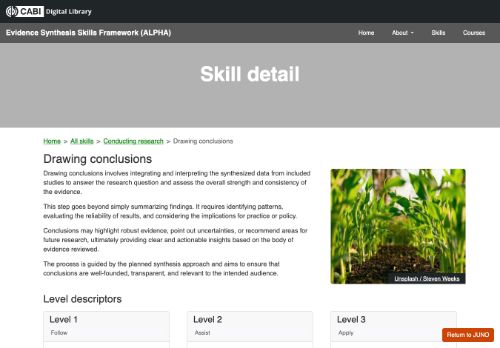 CABI Digital Library
Evidence Synthesis Skills Framework (ALPHA)
Home About Skills Courses
Skill detail
Home > All skills > Conducting research > Drawing conclusions
Drawing conclusions
Drawing conclusions involves integrating and interpreting the synthesized data from included
studies to answer the research question and assess the overall strength and consistency of
the evidence.
This step goes beyond simply summarizing findings. It requires identifying patterns,
evaluating the reliability of results, and considering the implications for practice or policy.
Conclusions may highlight robust evidence, point out uncertainties, or recommend areas for
future research, ultimately providing clear and actionable insights based on the body of
evidence reviewed.
The process is guided by the planned synthesis approach and aims to ensure that
conclusions are well-founded, transparent, and relevant to the intended audience.
Unsplash / Steven Weeks
Level descriptors
Level 1
Follow
Level 2
Assist
Level 3
Apply
Return to JUNO